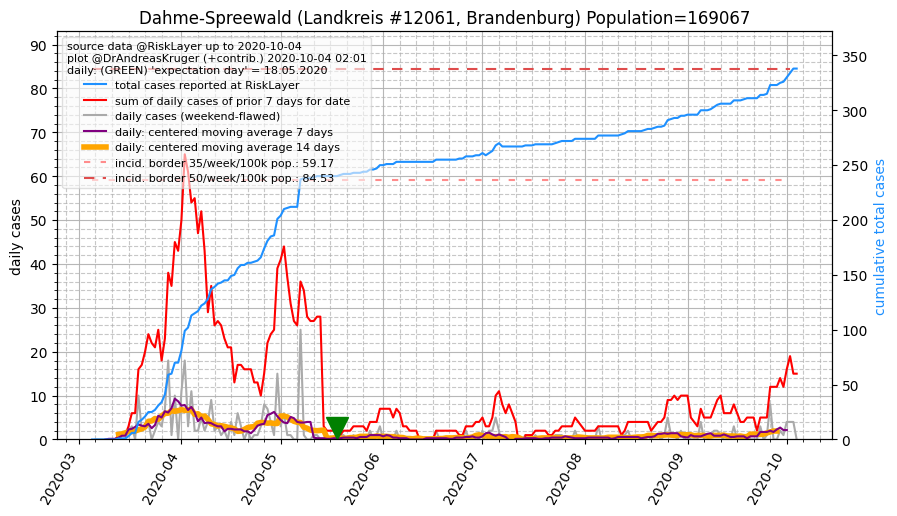 Dahme-Spreewald (Landkreis #12061, Brandenburg) Population=169067
source data @RiskLayer up to 2020-10-04
plot @DrAndreasKruger (+contrib.) 2020-10-04 02:01
daily: (GREEN) 'expectation day' = 18.05.2020
total cases reported at RiskLayer
sum of daily cases of prior 7 days for date
daily cases (weekend-flawed)
daily: centered moving average 7 days
daily: centered moving average 14 days
incid. border 35/week/100k pop.: 59.17
incid. border 50/week/100k pop.: 84.53
daily cases
90
80
70
60
50
40
30
20
10
0
cumulative total cases
350
300
250
200
150
100
50
0
2020-03
2020-04
2020-05
2020-06
2020-07
2020-08
2020-09
2020-10